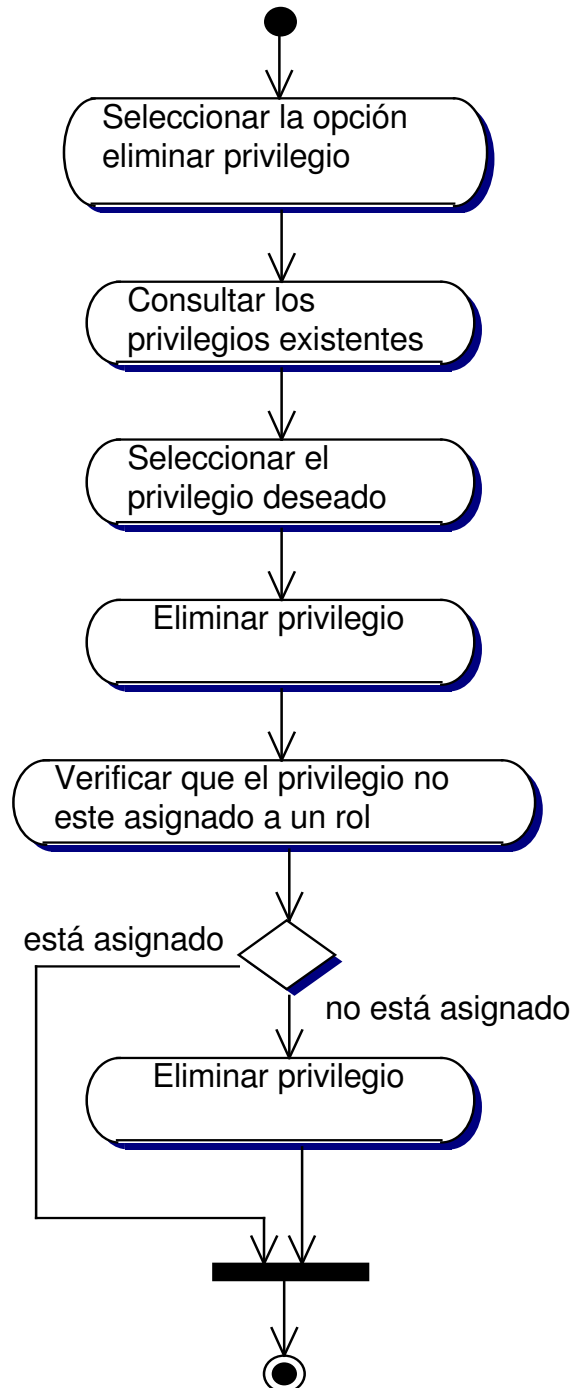 Seleccionar la opción
eliminar privilegio
Consultar los
privilegios existentes
Seleccionar el
privilegio deseado
Eliminar privilegio
Verificar que el privilegio no
este asignado a un rol
está asignado
no está asignado
Eliminar privilegio